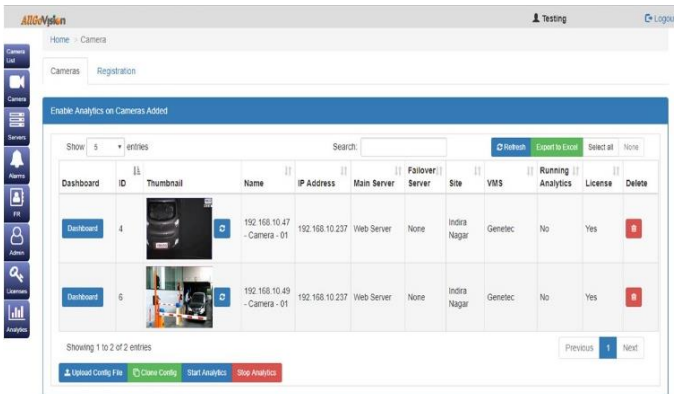 AllGoVision
Testing
Logou
Home > Camera
Camera List
Cameras Registration
Camera
Enable Analytics on Cameras Added
Servers
Show 5 entries Search: Refresh Export to Excel Select all None
Alarms
Dashboard ID Thumbnail Name IP Address Main Server Failover Server Site VMS Running Analytics License Delete
FR
Dashboard 4 192.168.10.47 - Camera - 01 192.168.10.237 Web Server None Indira Nagar Genetec No Yes
Admin
Licenses
Dashboard 6 192.168.10.49 - Camera - 01 192.168.10.237 Web Server None Indira Nagar Genetec No Yes
Analytics
Showing 1 to 2 of 2 entries Previous 1 Next
Upload Config File Clone Config Start Analytics Stop Analytics